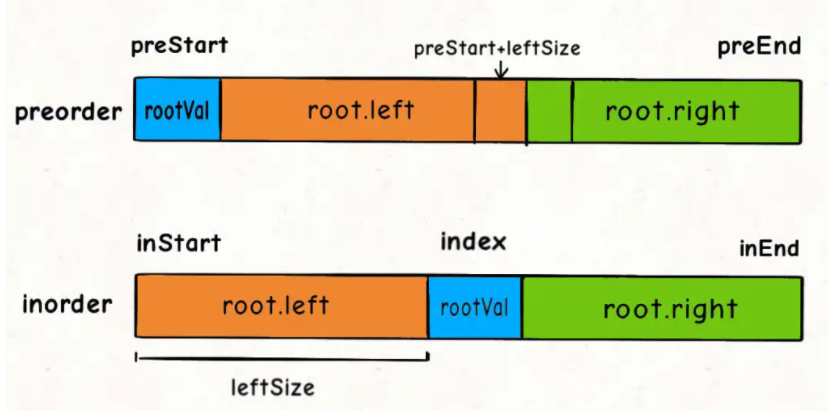 preStart
preStart+leftSize
preEnd
preorder
rootVal
root.left
root.right
inStart
index
inEnd
inorder
root.left
rootVal
root.right
leftSize